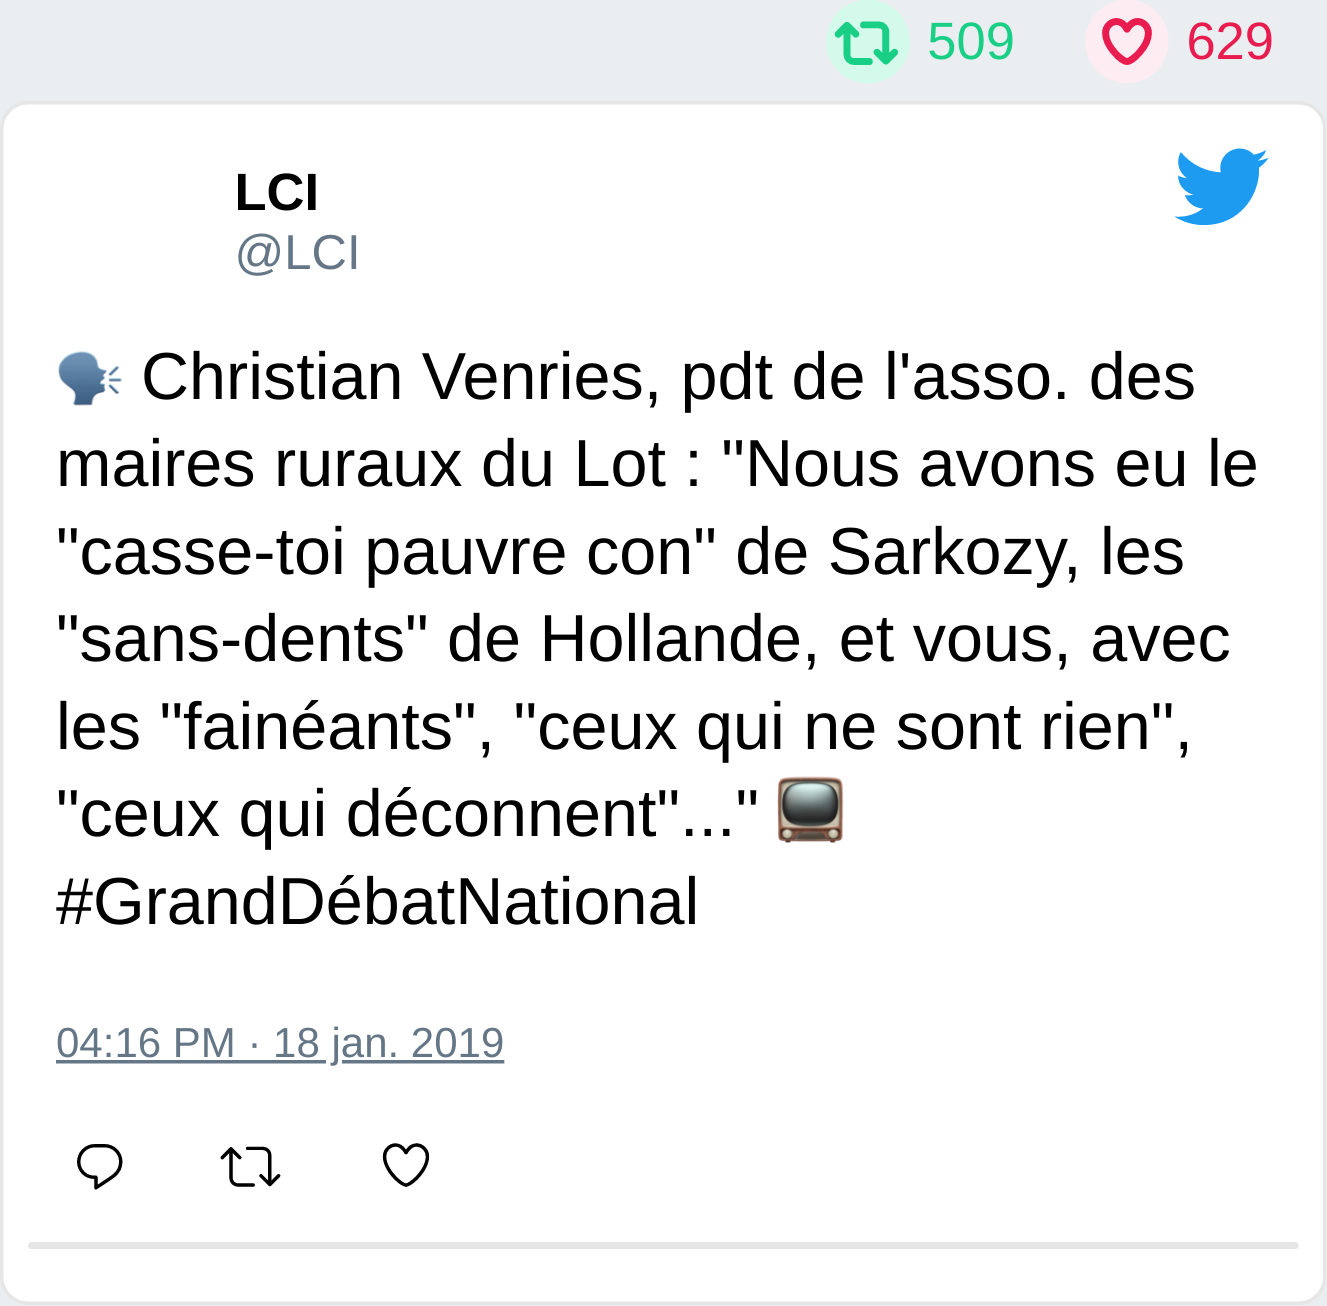 509 629
LCI
@LCI
🗣️ Christian Venries, pdt de l'asso. des
maires ruraux du Lot : "Nous avons eu le
"casse-toi pauvre con" de Sarkozy, les
"sans-dents" de Hollande, et vous, avec
les "fainéants", "ceux qui ne sont rien",
"ceux qui déconnent"..." 📺
#GrandDébatNational
04:16 PM · 18 jan. 2019